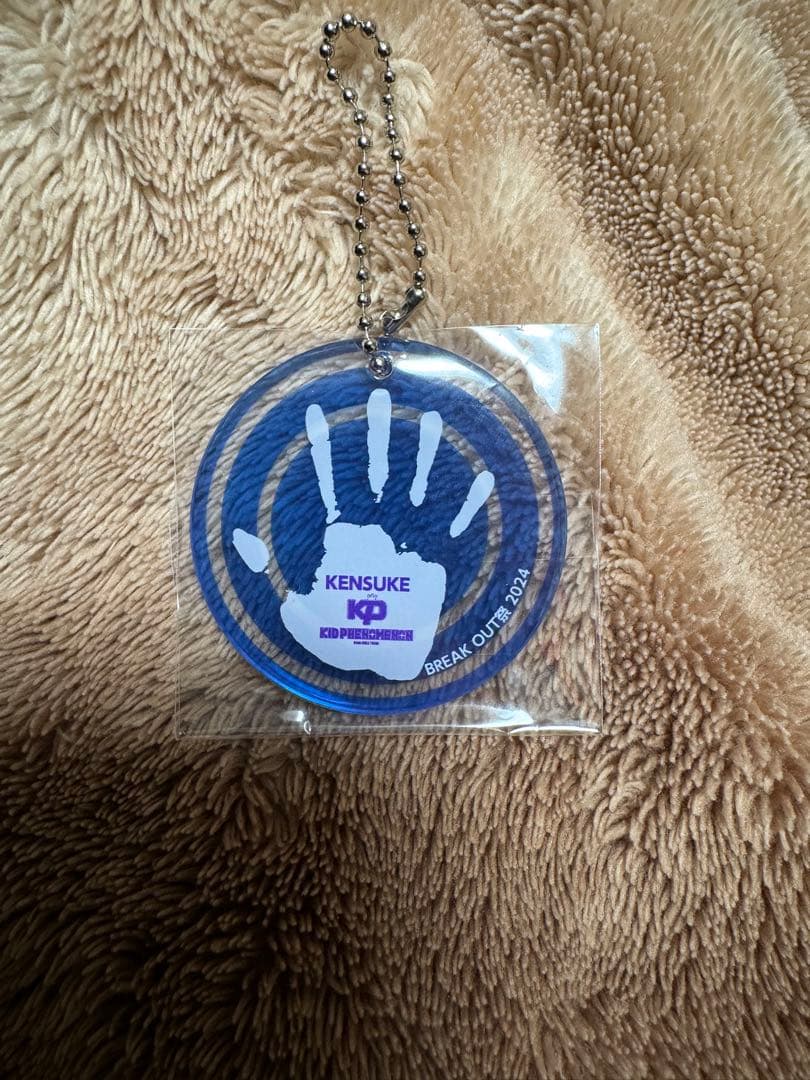 KENSUKE
KP
KID PHENOMENON
BREAK OUT祭 2024